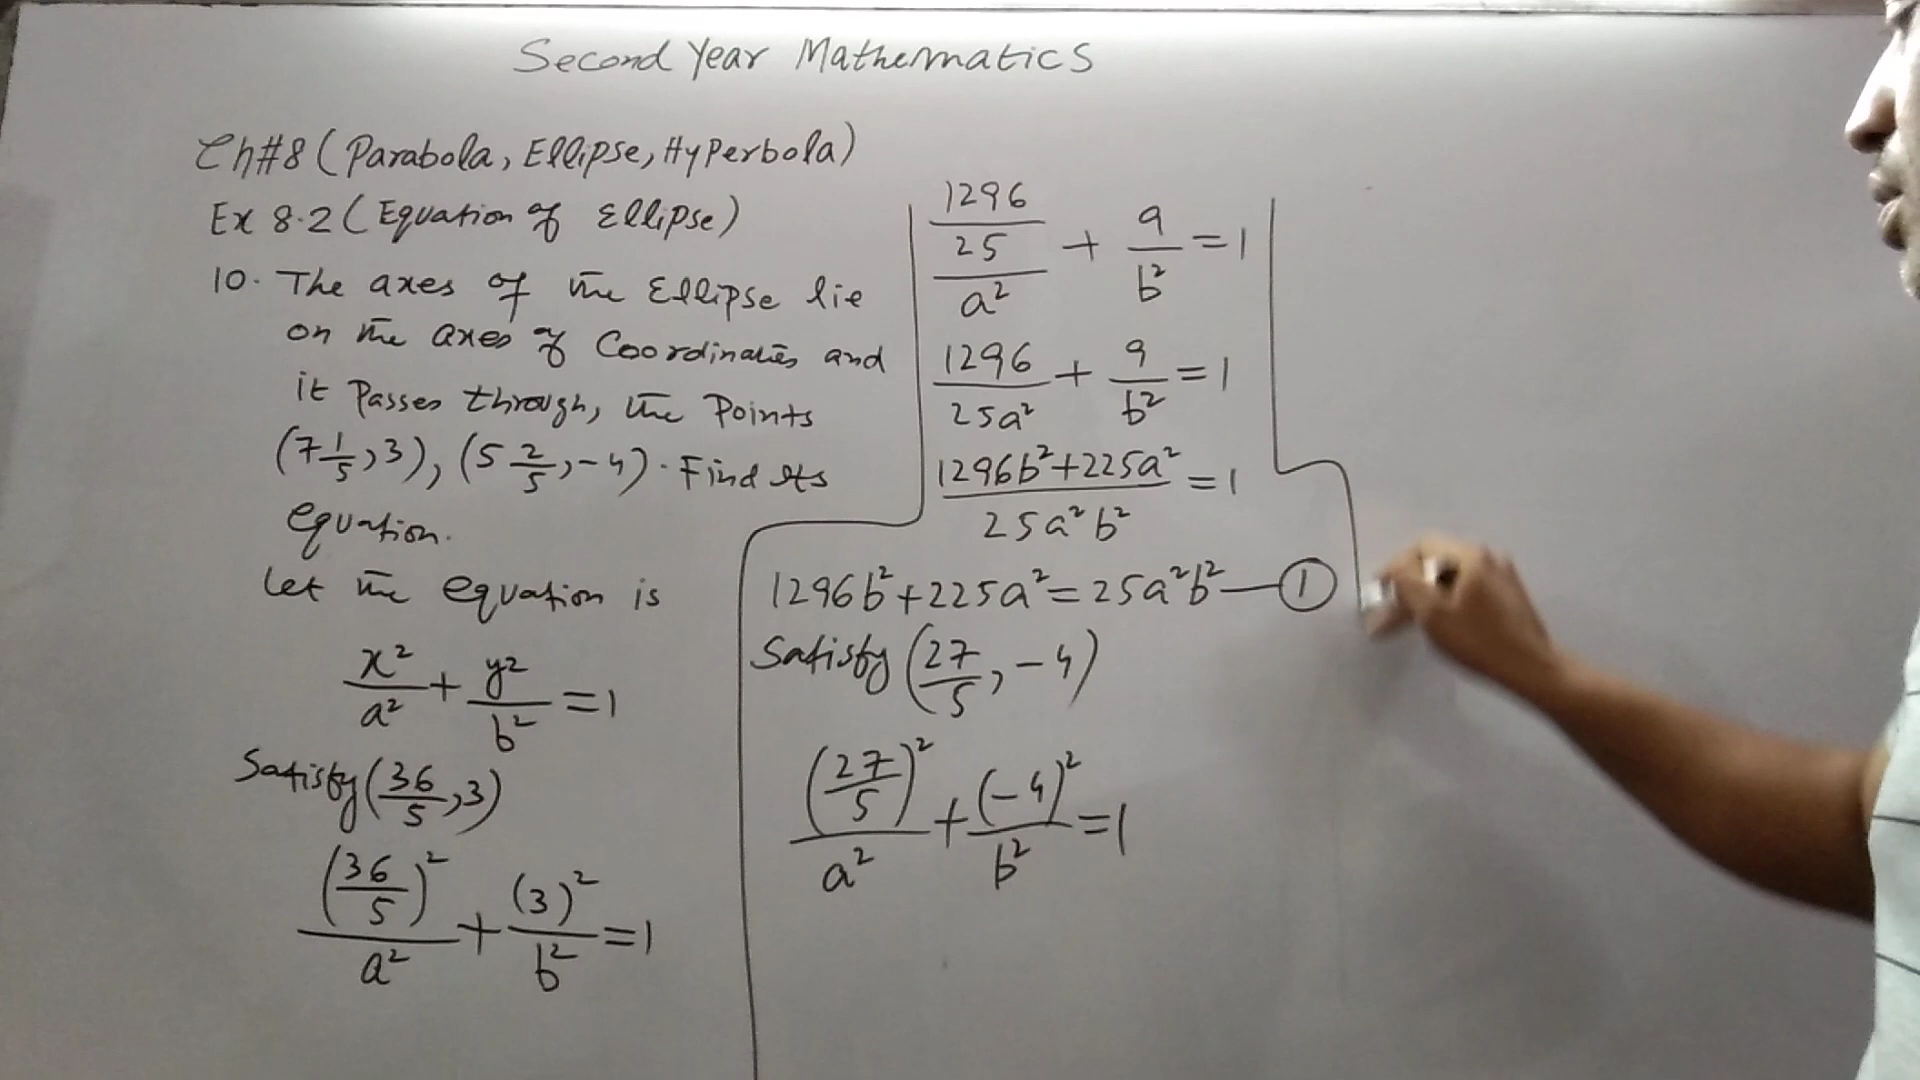 Second Year Mathematics
Ch#8 (Parabola, Ellipse, Hyperbola)
Ex 8.2 (Equation of Ellipse)
10. The axes of the Ellipse lie
on the axes of Coordinates and
it Passes through, the Points
(7 1/5, 3), (5 2/5, -4). Find its
equation.
Let the equation is
x²/a² + y²/b² = 1
Satisfy (36/5, 3)
(36/5)²/a² + (3)²/b² = 1
1296/25/a² + 9/b² = 1
1296/25a² + 9/b² = 1
1296b²+225a²/25a²b² = 1
1296b²+225a²=25a²b² — ①
Satisfy (27/5, -4)
(27/5)²/a² + (-4)²/b² = 1